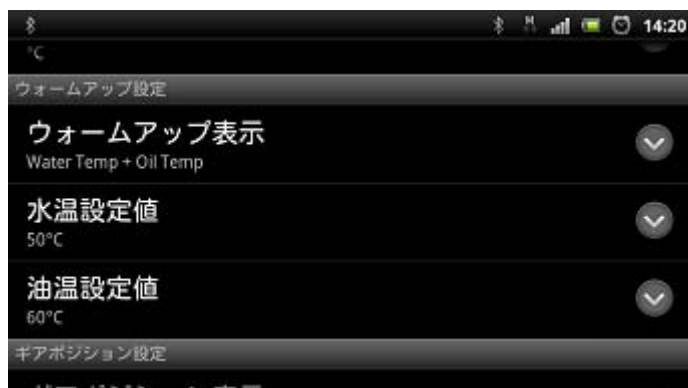 H 14:20
°C
ウォームアップ設定
ウォームアップ表示
Water Temp + Oil Temp
水温設定値
50°C
油温設定値
60°C
ギアポジション設定